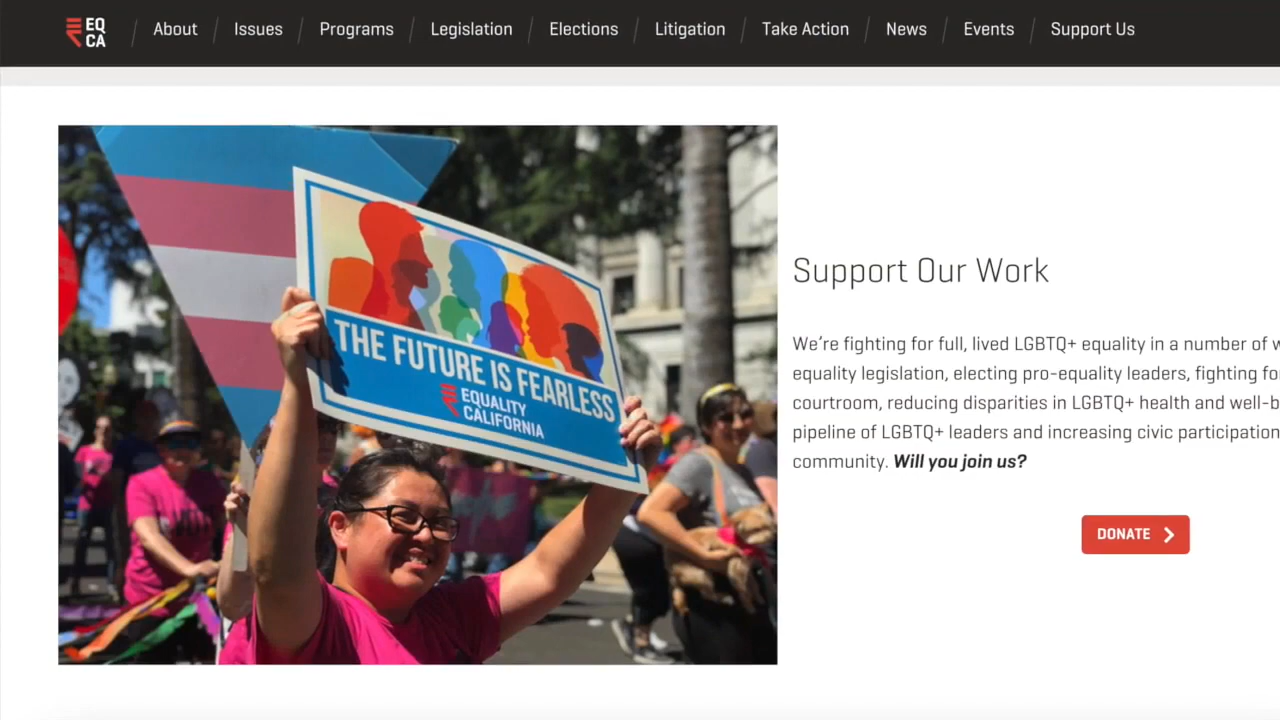 EQ
CA
About
Issues
Programs
Legislation
Elections
Litigation
Take Action
News
Events
Support Us
THE FUTURE IS FEARLESS
EQUALITY
CALIFORNIA
Support Our Work
We're fighting for full, lived LGBTQ+ equality in a number of
equality legislation, electing pro-equality leaders, fighting
courtroom, reducing disparities in LGBTQ+ health and
pipeline of LGBTQ+ leaders and increasing civic participation
community. Will you join us?
DONATE